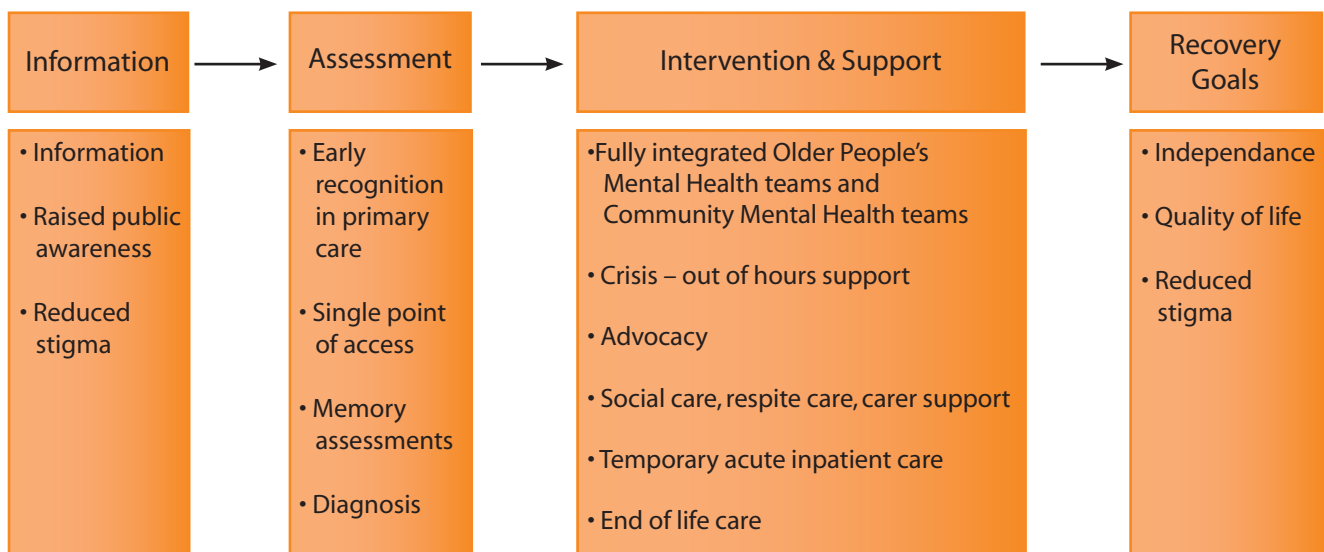 Information
Assessment
Intervention & Support
Recovery
Goals
• Information
• Raised public
awareness
• Reduced
stigma
• Early
recognition
in primary
care
• Single point
of access
• Memory
assessments
• Diagnosis
•Fully integrated Older People’s
Mental Health teams and
Community Mental Health teams
• Crisis – out of hours support
• Advocacy
• Social care, respite care, carer support
• Temporary acute inpatient care
• End of life care
• Independance
• Quality of life
• Reduced
stigma